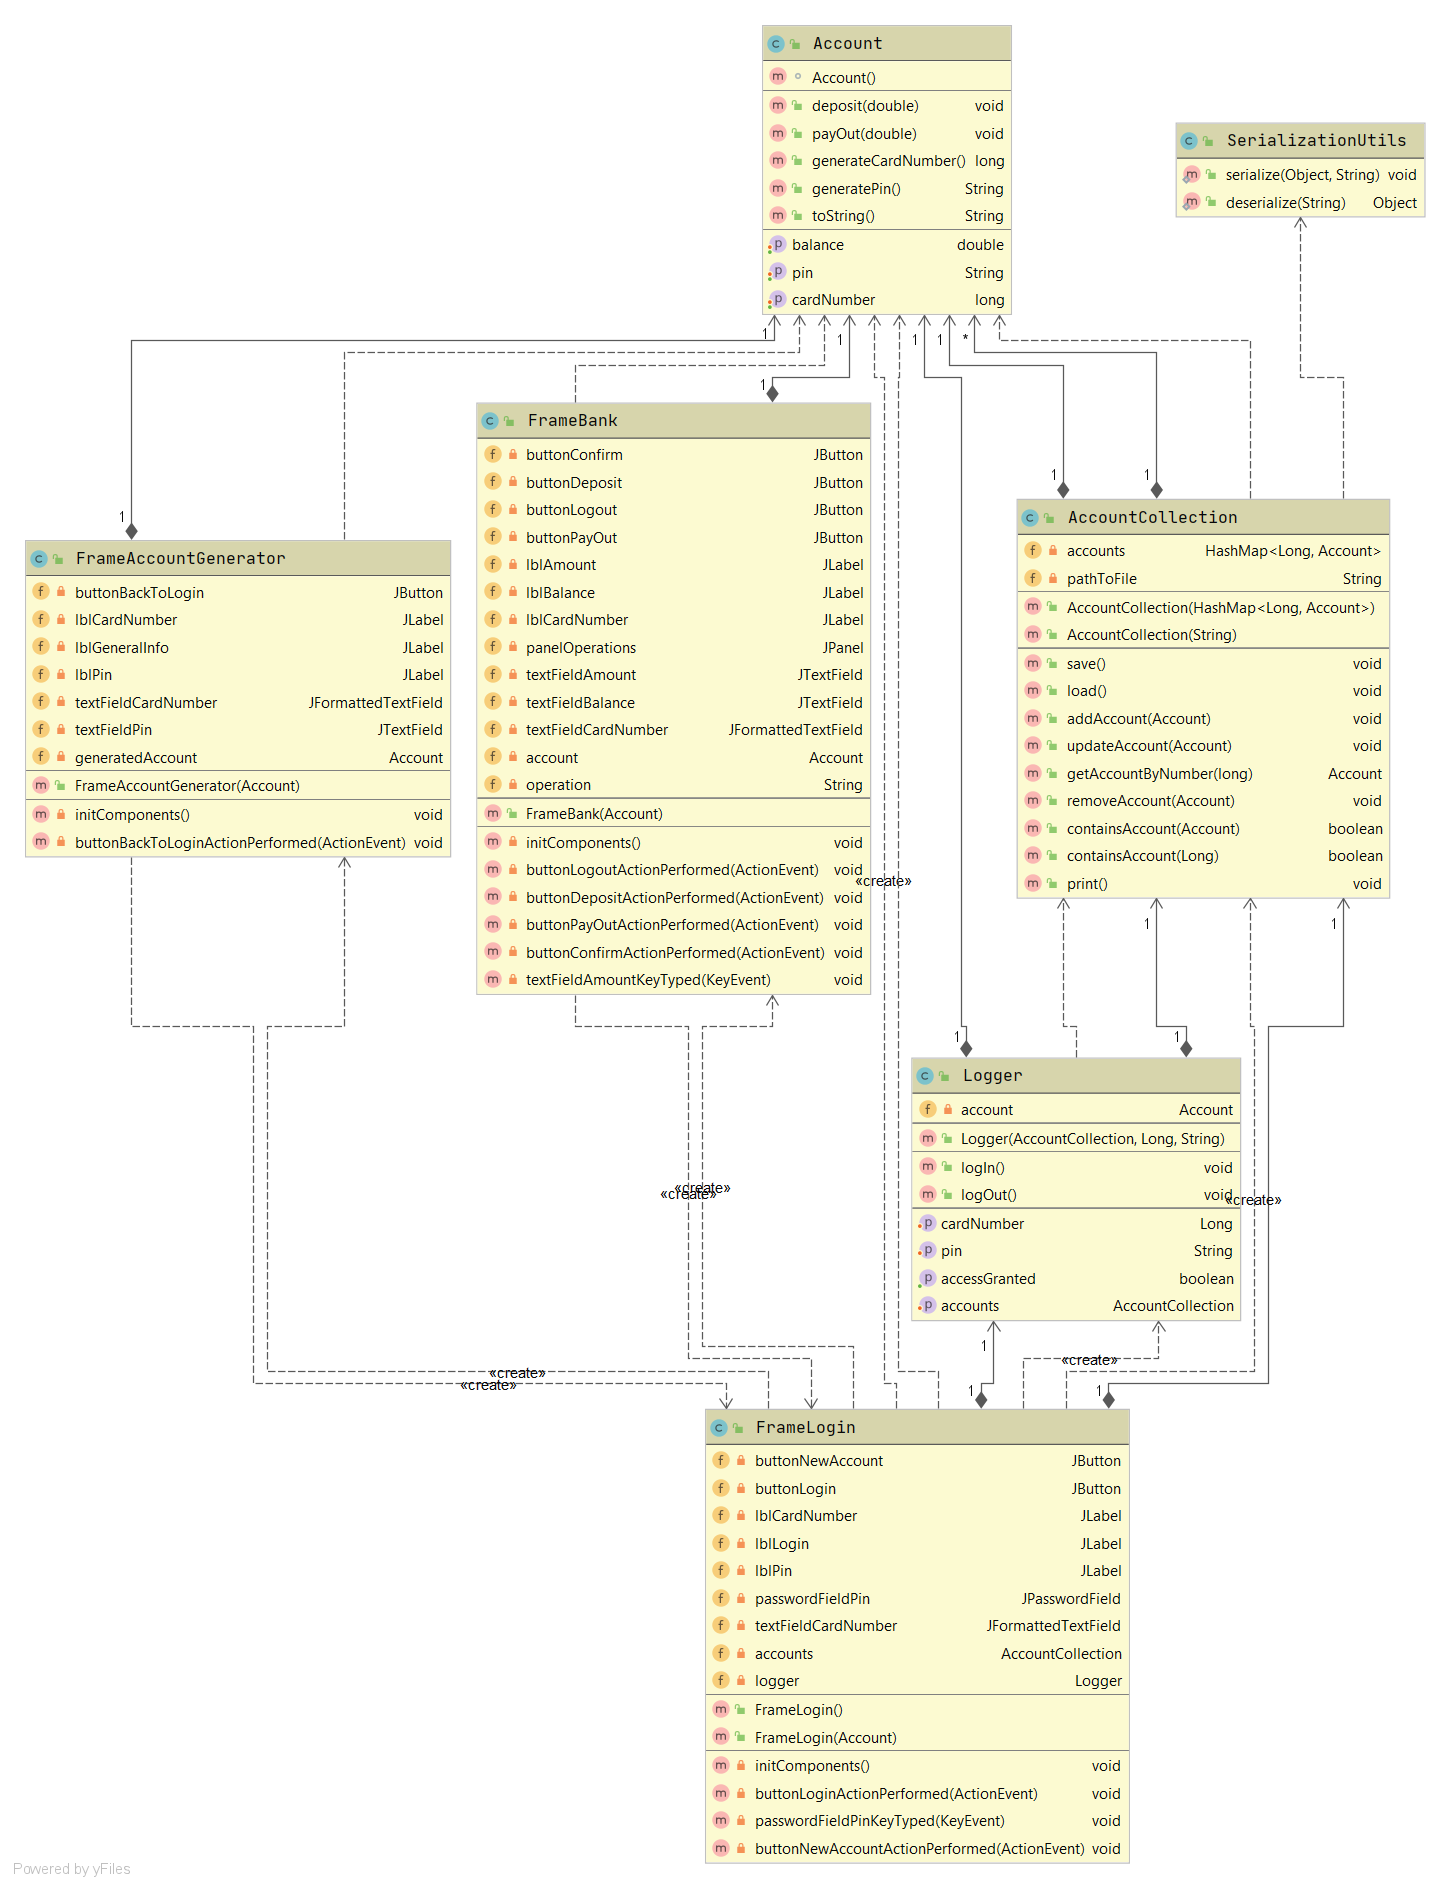 Account
Account()
deposit(double) void
payOut(double) void
generateCardNumber() long
generatePin() String
toString() String
balance double
pin String
cardNumber long
SerializationUtils
serialize(Object, String) void
deserialize(String) Object
1
1
1
1
*
1
1
1
1
FrameBank
buttonConfirm JButton
buttonDeposit JButton
buttonLogout JButton
buttonPayOut JButton
lblAmount JLabel
lblBalance JLabel
lblCardNumber JLabel
panelOperations JPanel
textFieldAmount JTextField
textFieldBalance JTextField
textFieldCardNumber JFormattedTextField
account Account
operation String
FrameBank(Account)
initComponents() void
buttonLogoutActionPerformed(ActionEvent) void
buttonDepositActionPerformed(ActionEvent) void
buttonPayOutActionPerformed(ActionEvent) void
buttonConfirmActionPerformed(ActionEvent) void
textFieldAmountKeyTyped(KeyEvent) void
AccountCollection
accounts HashMap<Long, Account>
pathToFile String
AccountCollection(HashMap<Long, Account>)
AccountCollection(String)
save() void
load() void
addAccount(Account) void
updateAccount(Account) void
getAccountByNumber(long) Account
removeAccount(Account) void
containsAccount(Account) boolean
containsAccount(Long) boolean
print() void
1
FrameAccountGenerator
buttonBackToLogin JButton
lblCardNumber JLabel
lblGeneralInfo JLabel
lblPin JLabel
textFieldCardNumber JFormattedTextField
textFieldPin JTextField
generatedAccount Account
FrameAccountGenerator(Account)
initComponents() void
buttonBackToLoginActionPerformed(ActionEvent) void
«create»
1
1
1
1
Logger
account Account
Logger(AccountCollection, Long, String)
logIn() void
logOut() void
cardNumber Long
pin String
accessGranted boolean
accounts AccountCollection
«create»
«create»
«create»
1
«create»
«create»
«create»
1
1
FrameLogin
buttonNewAccount JButton
buttonLogin JButton
lblCardNumber JLabel
lblLogin JLabel
lblPin JLabel
passwordFieldPin JPasswordField
textFieldCardNumber JFormattedTextField
accounts AccountCollection
logger Logger
FrameLogin()
FrameLogin(Account)
initComponents() void
buttonLoginActionPerformed(ActionEvent) void
passwordFieldPinKeyTyped(KeyEvent) void
buttonNewAccountActionPerformed(ActionEvent) void
Powered by yFiles